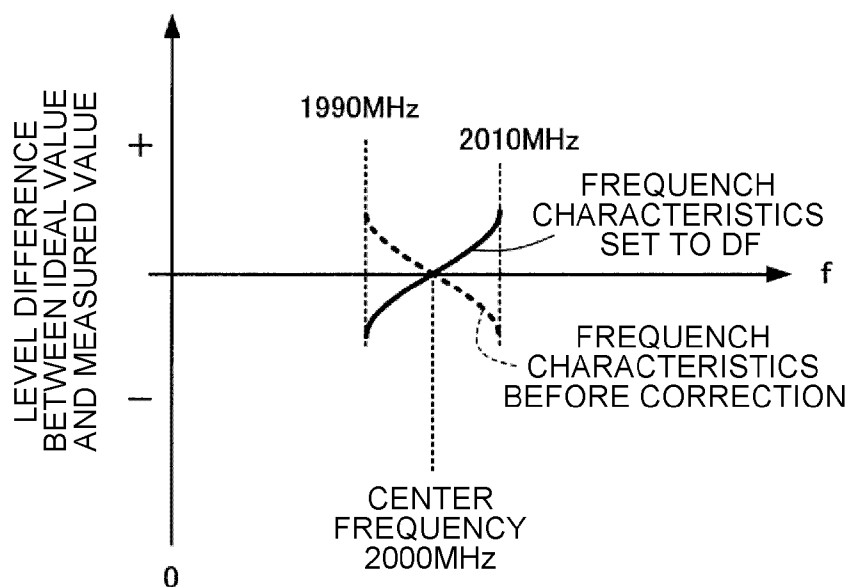 LEVEL DIFFERENCE
BETWEEN IDEAL VALUE
AND MEASURED VALUE
+
−
1990MHz
2010MHz
FREQUENCH
CHARACTERISTICS
SET TO DF
f
FREQUENCH
CHARACTERISTICS
BEFORE CORRECTION
CENTER
FREQUENCY
2000MHz
0